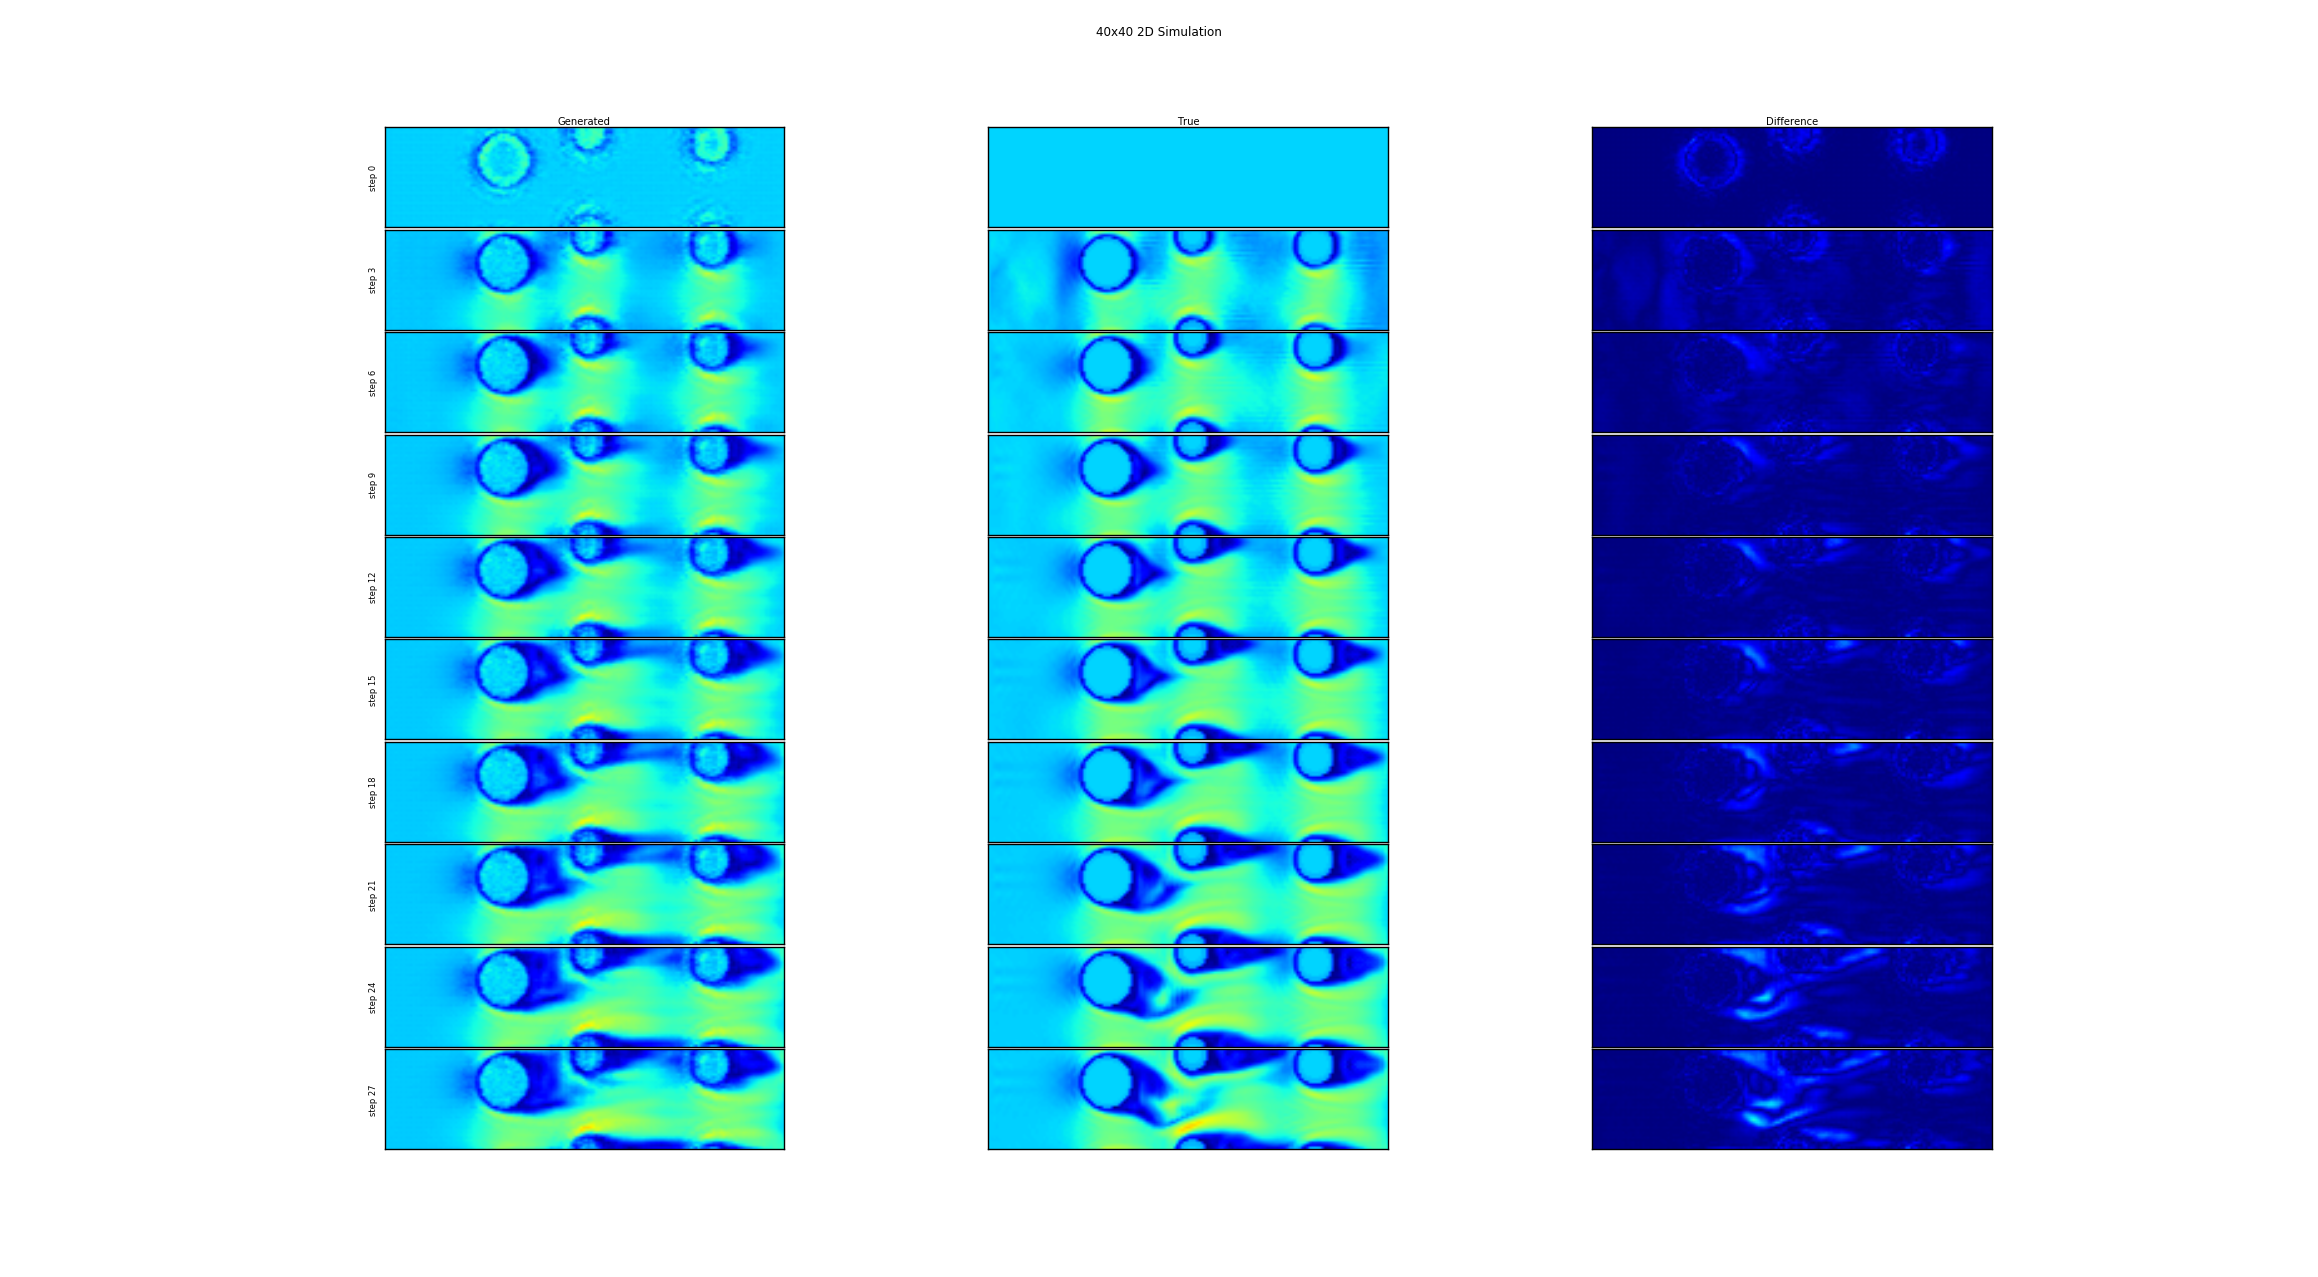 40x40 2D Simulation
Generated
True
Difference
step 0
step 3
step 6
step 9
step 12
step 15
step 18
step 21
step 24
step 27